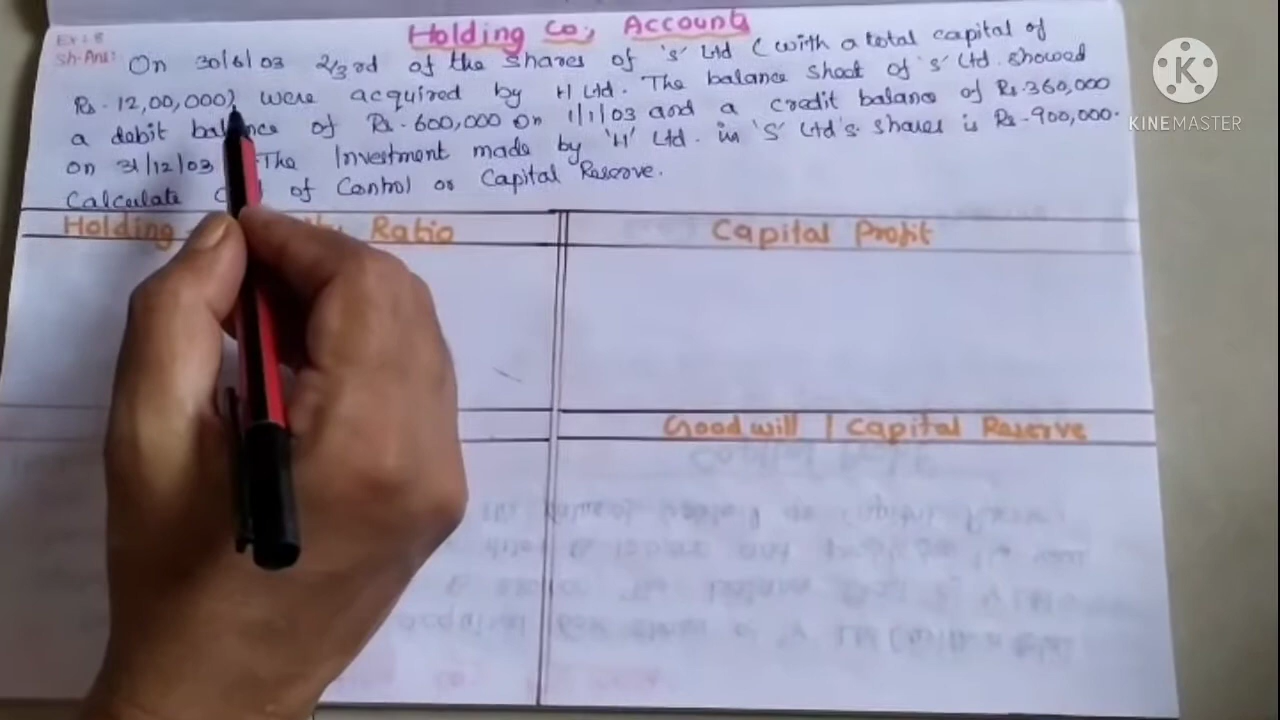 Holding Co; Accounts
Ex: 8
Sh-Ans:
On 30/6/03 2/3rd of the shares of 'S' Ltd (with a total capital of
Rs. 12,00,000) were acquired by H Ltd. The balance sheet of 'S' Ltd. showed
a debit balance of Rs. 600,000 on 1/1/03 and a credit balance of Rs. 360,000
on 31/12/03 The Investment made by 'H' Ltd. in 'S' Ltd's. shares is Rs. 900,000.
Calculate of Control or Capital Reserve.
Holding Ratio
Capital Profit
Goodwill / Capital Reserve
K
KINEMASTER